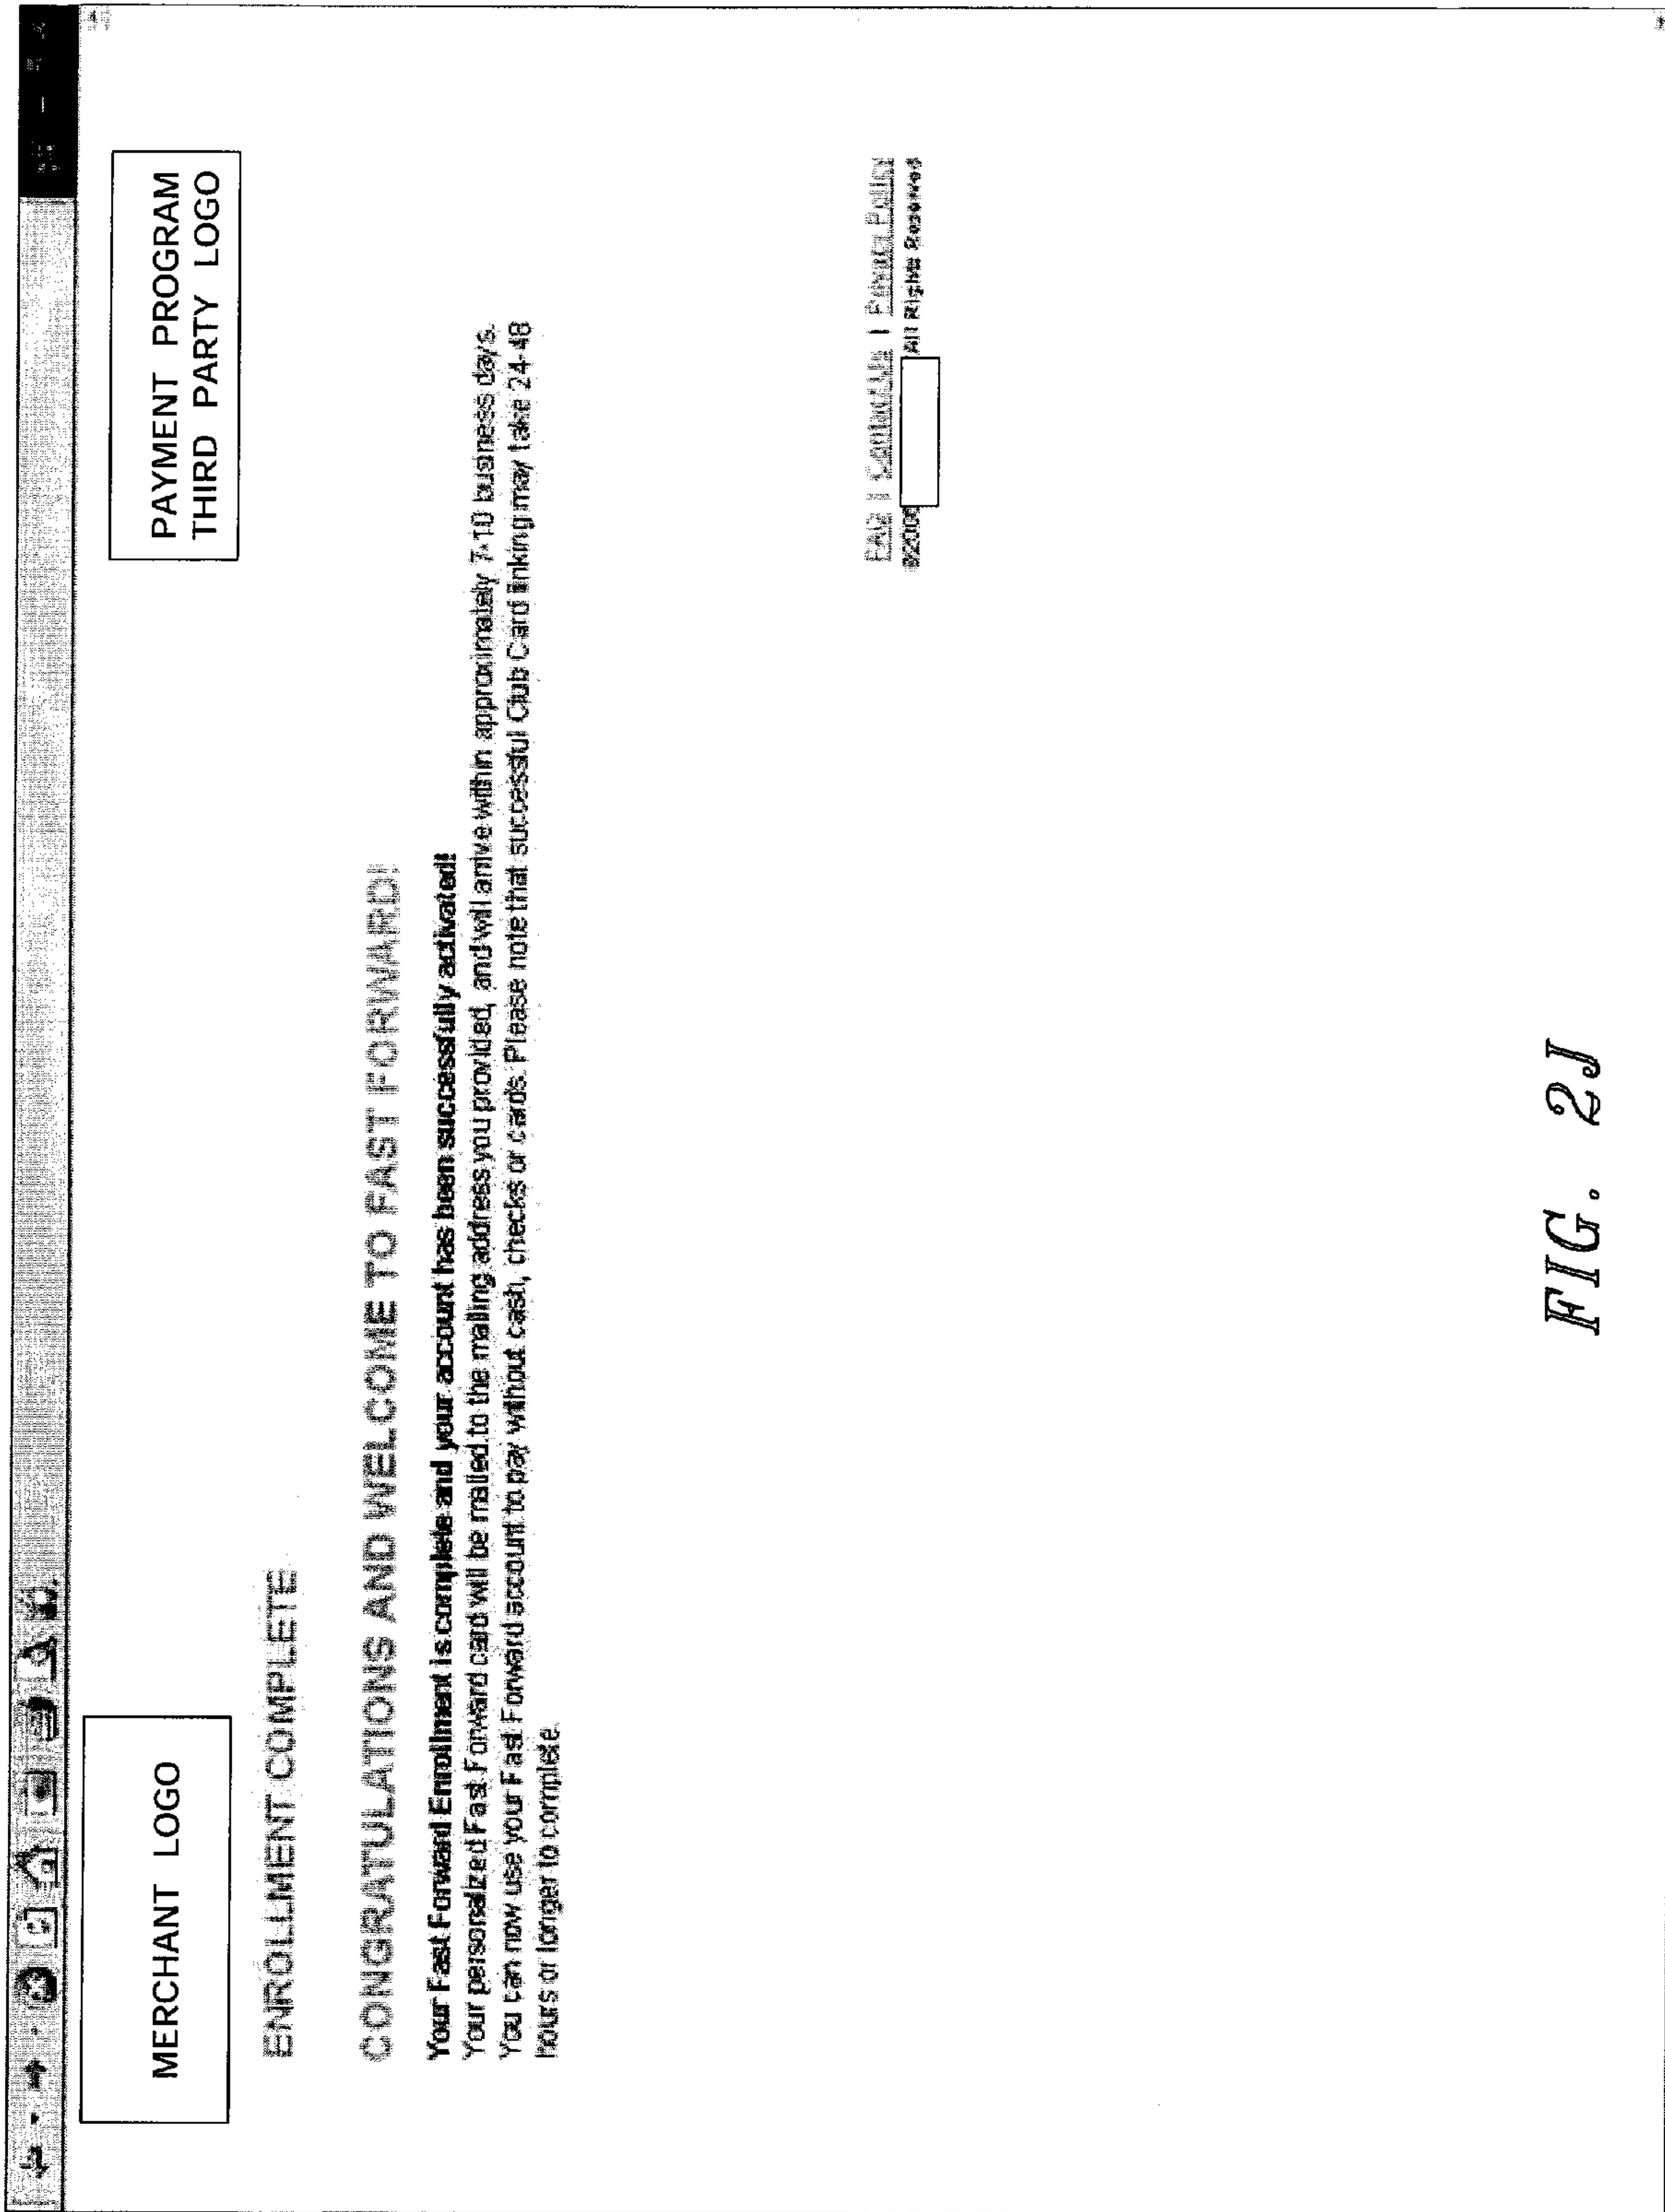 MERCHANT LOGO
PAYMENT PROGRAM
THIRD PARTY LOGO
ENROLLMENT COMPLETE
CONGRATULATIONS AND WELCOME TO FAST FORWARD!
Your Fast Forward Enrollment is complete and your account has been successfully activated!
Your personalized Fast Forward card will be mailed to the mailing address you provided, and will arrive within approximately 7-10 business days.
You can now use your Fast Forward account to pay without cash, checks or cards. Please note that successful Club Card linking may take 24-48
hours or longer to complete.
FAQ | Contact Us | Privacy Policy
All Rights Reserved
FIG. 2J